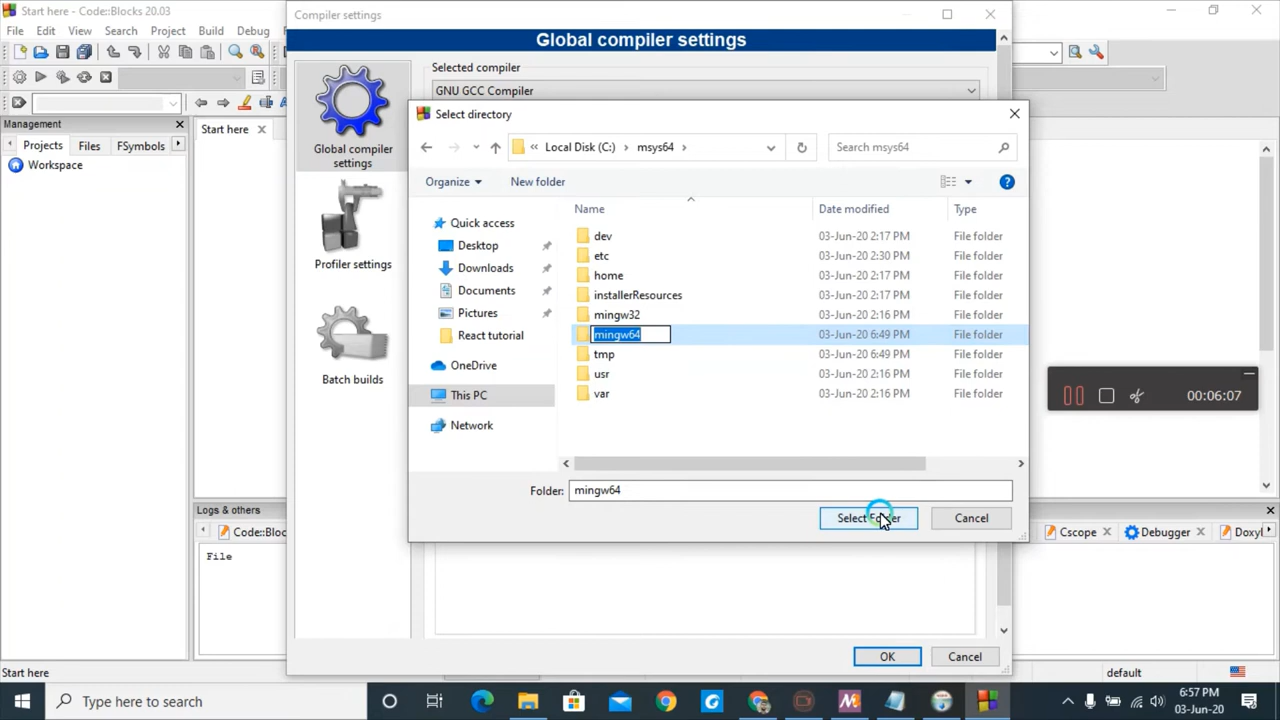 Start here - Code::Blocks 20.03
File Edit View Search Project Build Debug
Management
Projects Files FSymbols
Workspace
Start here
Compiler settings
Global compiler settings
Global compiler
settings
Profiler settings
Batch builds
Selected compiler
GNU GCC Compiler
Select directory
« Local Disk (C:) › msys64 ›
Search msys64
Organize New folder
Quick access
Desktop
Downloads
Documents
Pictures
React tutorial
OneDrive
This PC
Network
Name Date modified Type
dev 03-Jun-20 2:17 PM File folder
etc 03-Jun-20 2:30 PM File folder
home 03-Jun-20 2:17 PM File folder
installerResources 03-Jun-20 2:17 PM File folder
mingw32 03-Jun-20 2:16 PM File folder
mingw64 03-Jun-20 6:49 PM File folder
tmp 03-Jun-20 6:49 PM File folder
usr 03-Jun-20 2:16 PM File folder
var 03-Jun-20 2:16 PM File folder
Folder: mingw64
Select Folder Cancel
00:06:07
Logs & others
Code::Bloc
Cscope Debugger Doxyl
File
OK Cancel
Start here
default
Type here to search
6:57 PM
03-Jun-20